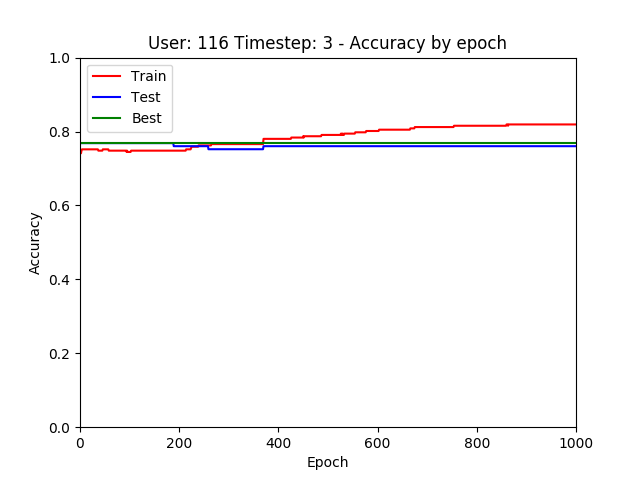 User: 116 Timestep: 3 - Accuracy by epoch
Train
Test
Best
1.0
0.8
0.6
0.4
0.2
0.0
Accuracy
0 200 400 600 800 1000
Epoch